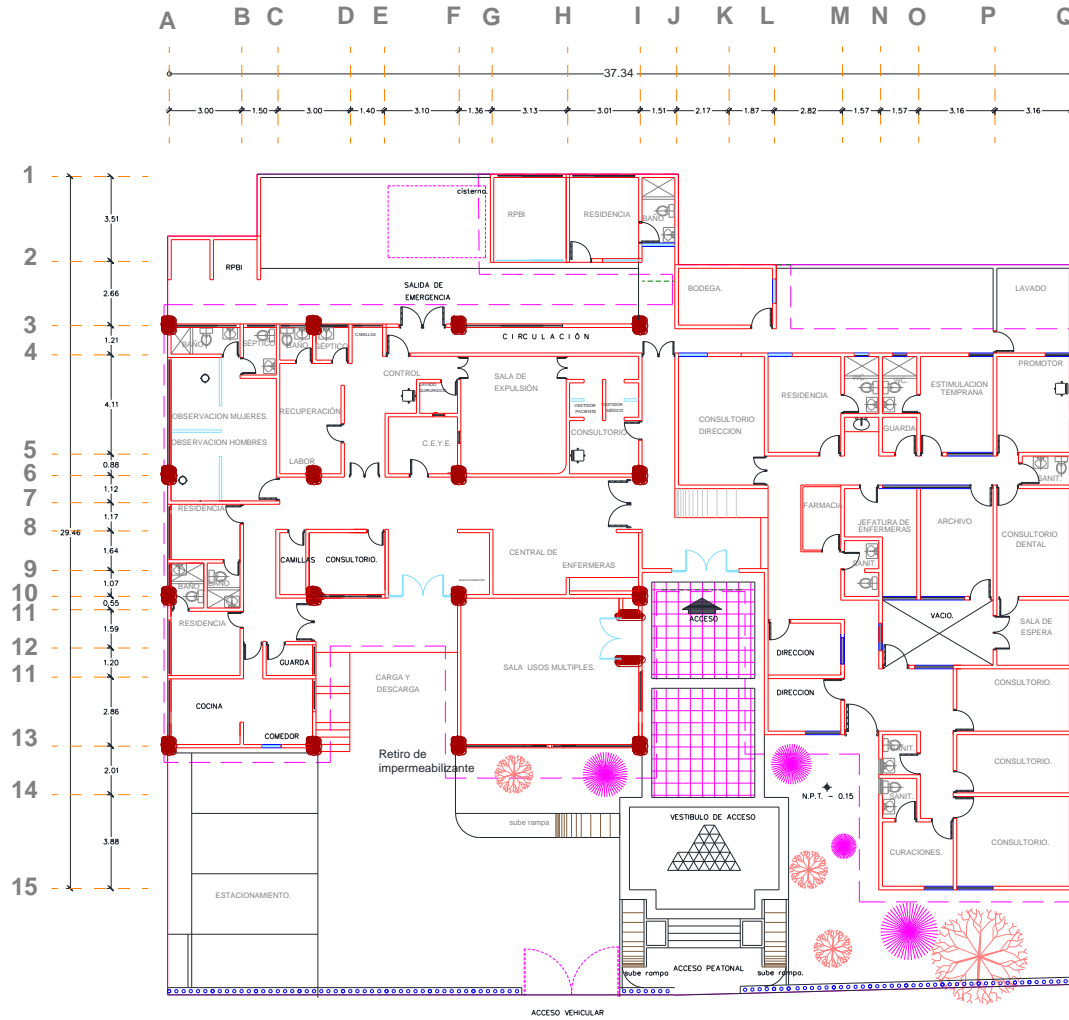 A B C D E F G H I J K L M N O P Q
37.34
3.00 1.50 3.00 1.40 3.10 1.36 3.13 3.01 1.51 2.17 1.87 2.82 1.57 1.57 3.16 3.16
1
3.51
cisterna.
RPBI
RESIDENCIA
BAÑO
2
RPBI
2.66
SALIDA DE
EMERGENCIA
BODEGA.
LAVADO
3
1.21
BAÑO
SÉPTICO
BAÑO
SÉPTICO
CAMILLAS
CIRCULACIÓN
4
CONTROL
SALA DE
EXPULSIÓN
VESTIDOR
PACIENTE
VESTIDOR
MÉDICO
CONSULTORIO
4.11
OBSERVACION MUJERES.
OBSERVACION HOMBRES
RECUPERACIÓN
LABOR
C.E.Y.E.
CONSULTORIO
DIRECCION
RESIDENCIA
WC.
WC.
GUARDA
ESTIMULACION
TEMPRANA
PROMOTOR
5
0.88
6
SANIT.
1.12
7
RESIDENCIA
FARMACIA
JEFATURA DE
ENFERMERAS
ARCHIVO
CONSULTORIO
DENTAL
1.17
8
29.46
1.64
CAMILLAS
CONSULTORIO.
CENTRAL DE
ENFERMERAS
SANIT.
9
1.07
BAÑO
BAÑO
10
0.55
11
ACCESO
VACIO.
RESIDENCIA
1.59
SALA DE
ESPERA
12
GUARDA
1.20
DIRECCION
SALA USOS MULTIPLES.
CARGA Y
DESCARGA
11
CONSULTORIO.
DIRECCION
2.86
COCINA
COMEDOR
13
Retiro de
impermeabilizante
SANIT.
CONSULTORIO.
2.01
14
N.P.T. - 0.15
SANIT.
sube rampa
VESTIBULO DE ACCESO
3.88
CURACIONES.
CONSULTORIO.
15
ESTACIONAMIENTO.
sube rampa
ACCESO PEATONAL
sube rampa.
ACCESO VEHICULAR